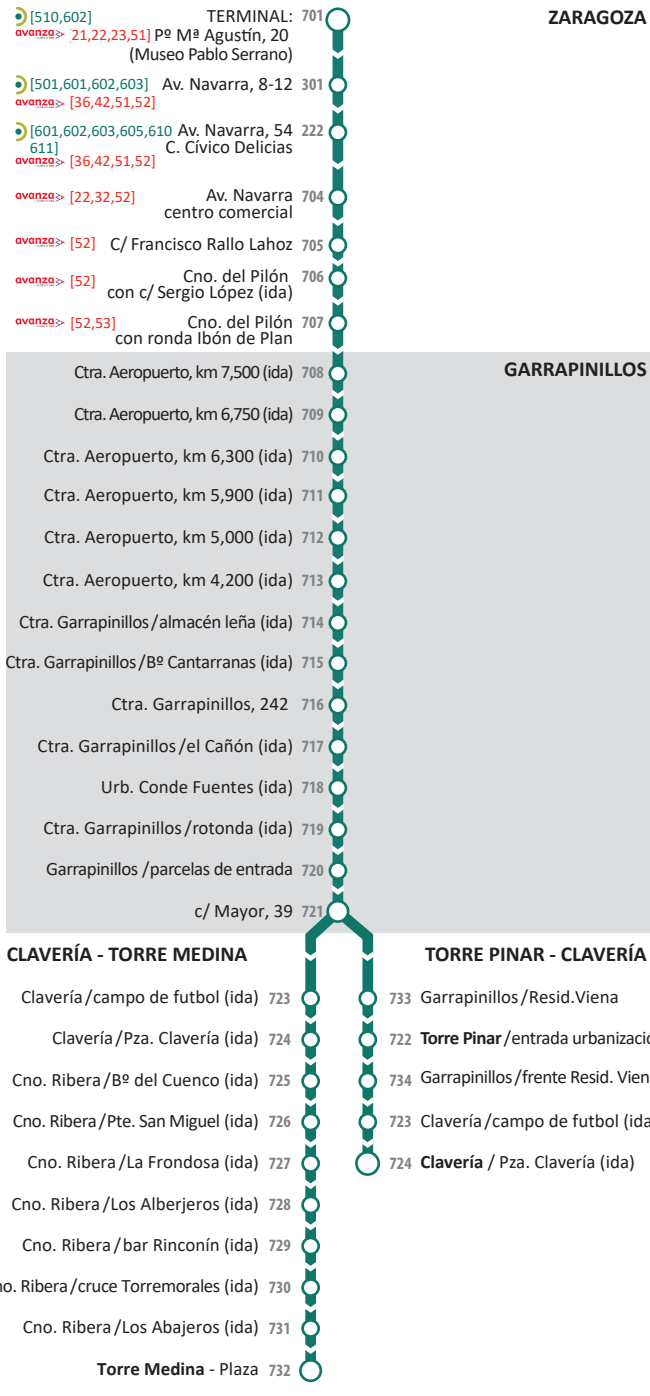 [510,602] TERMINAL: 701 ZARAGOZA
avanza [21,22,23,51] Pº Mª Agustín, 20
(Museo Pablo Serrano)
[501,601,602,603] Av. Navarra, 8-12 301
avanza [36,42,51,52]
[601,602,603,605,610 Av. Navarra, 54 222
611] C. Cívico Delicias
avanza [36,42,51,52]
avanza [22,32,52] Av. Navarra 704
centro comercial
avanza [52] C/ Francisco Rallo Lahoz 705
avanza [52] Cno. del Pilón 706
con c/ Sergio López (ida)
avanza [52,53] Cno. del Pilón 707
con ronda Ibón de Plan
Ctra. Aeropuerto, km 7,500 (ida) 708 GARRAPINILLOS
Ctra. Aeropuerto, km 6,750 (ida) 709
Ctra. Aeropuerto, km 6,300 (ida) 710
Ctra. Aeropuerto, km 5,900 (ida) 711
Ctra. Aeropuerto, km 5,000 (ida) 712
Ctra. Aeropuerto, km 4,200 (ida) 713
Ctra. Garrapinillos/almacén leña (ida) 714
Ctra. Garrapinillos/Bº Cantarranas (ida) 715
Ctra. Garrapinillos, 242 716
Ctra. Garrapinillos/el Cañón (ida) 717
Urb. Conde Fuentes (ida) 718
Ctra. Garrapinillos/rotonda (ida) 719
Garrapinillos /parcelas de entrada 720
c/ Mayor, 39 721
CLAVERÍA - TORRE MEDINA
Clavería/campo de futbol (ida) 723
Clavería/Pza. Clavería (ida) 724
Cno. Ribera/Bº del Cuenco (ida) 725
Cno. Ribera/Pte. San Miguel (ida) 726
Cno. Ribera/La Frondosa (ida) 727
Cno. Ribera/Los Alberjeros (ida) 728
Cno. Ribera/bar Rinconín (ida) 729
no. Ribera/cruce Torremorales (ida) 730
Cno. Ribera/Los Abajeros (ida) 731
Torre Medina - Plaza 732
TORRE PINAR - CLAVERÍA
733 Garrapinillos/Resid.Viena
722 Torre Pinar/entrada urbanizació
734 Garrapinillos/frente Resid. Vien
723 Clavería/campo de futbol (ida
724 Clavería / Pza. Clavería (ida)